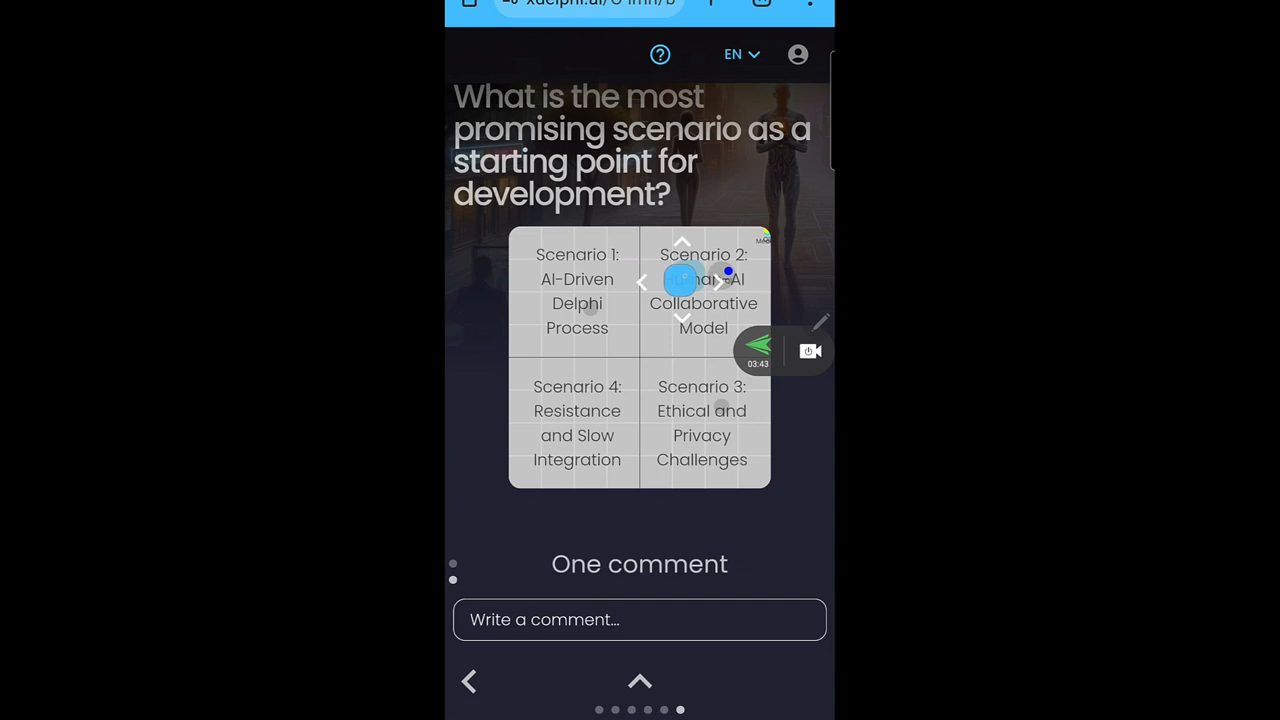 EN
What is the most
promising scenario as a
starting point for
development?
Scenario 1:
AI-Driven
Delphi
Process
Scenario 2:
Human-AI
Collaborative
Model
03:43
Scenario 4:
Resistance
and Slow
Integration
Scenario 3:
Ethical and
Privacy
Challenges
One comment
Write a comment...